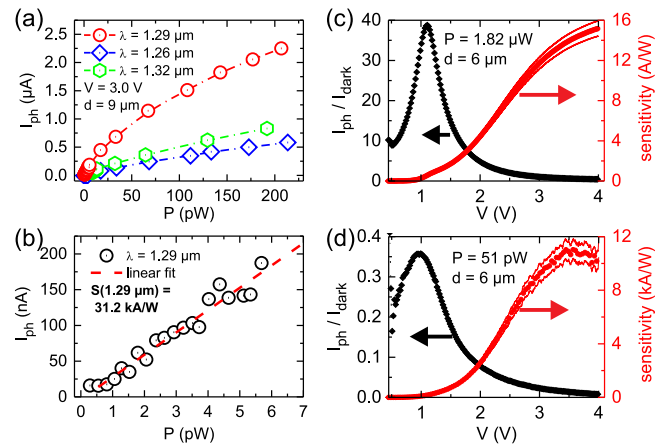 (a)
2.5
2.0
1.5
1.0
0.5
0.0
I_ph (μA)
λ = 1.29 μm
λ = 1.26 μm
λ = 1.32 μm
V = 3.0 V
d = 9 μm
0 50 100 150 200
P (pW)
(b)
200
150
100
50
0
I_ph (nA)
λ = 1.29 μm
linear fit
S(1.29 μm) =
31.2 kA/W
0 1 2 3 4 5 6 7
P (pW)
(c)
40
30
20
10
0
I_ph / I_dark
P = 1.82 μW
d = 6 μm
16
12
8
4
0
sensitivity (A/W)
1 2 3 4
V (V)
(d)
0.4
0.3
0.2
0.1
0.0
I_ph / I_dark
P = 51 pW
d = 6 μm
12
10
8
6
4
2
0
sensitivity (kA/W)
1 2 3 4
V (V)